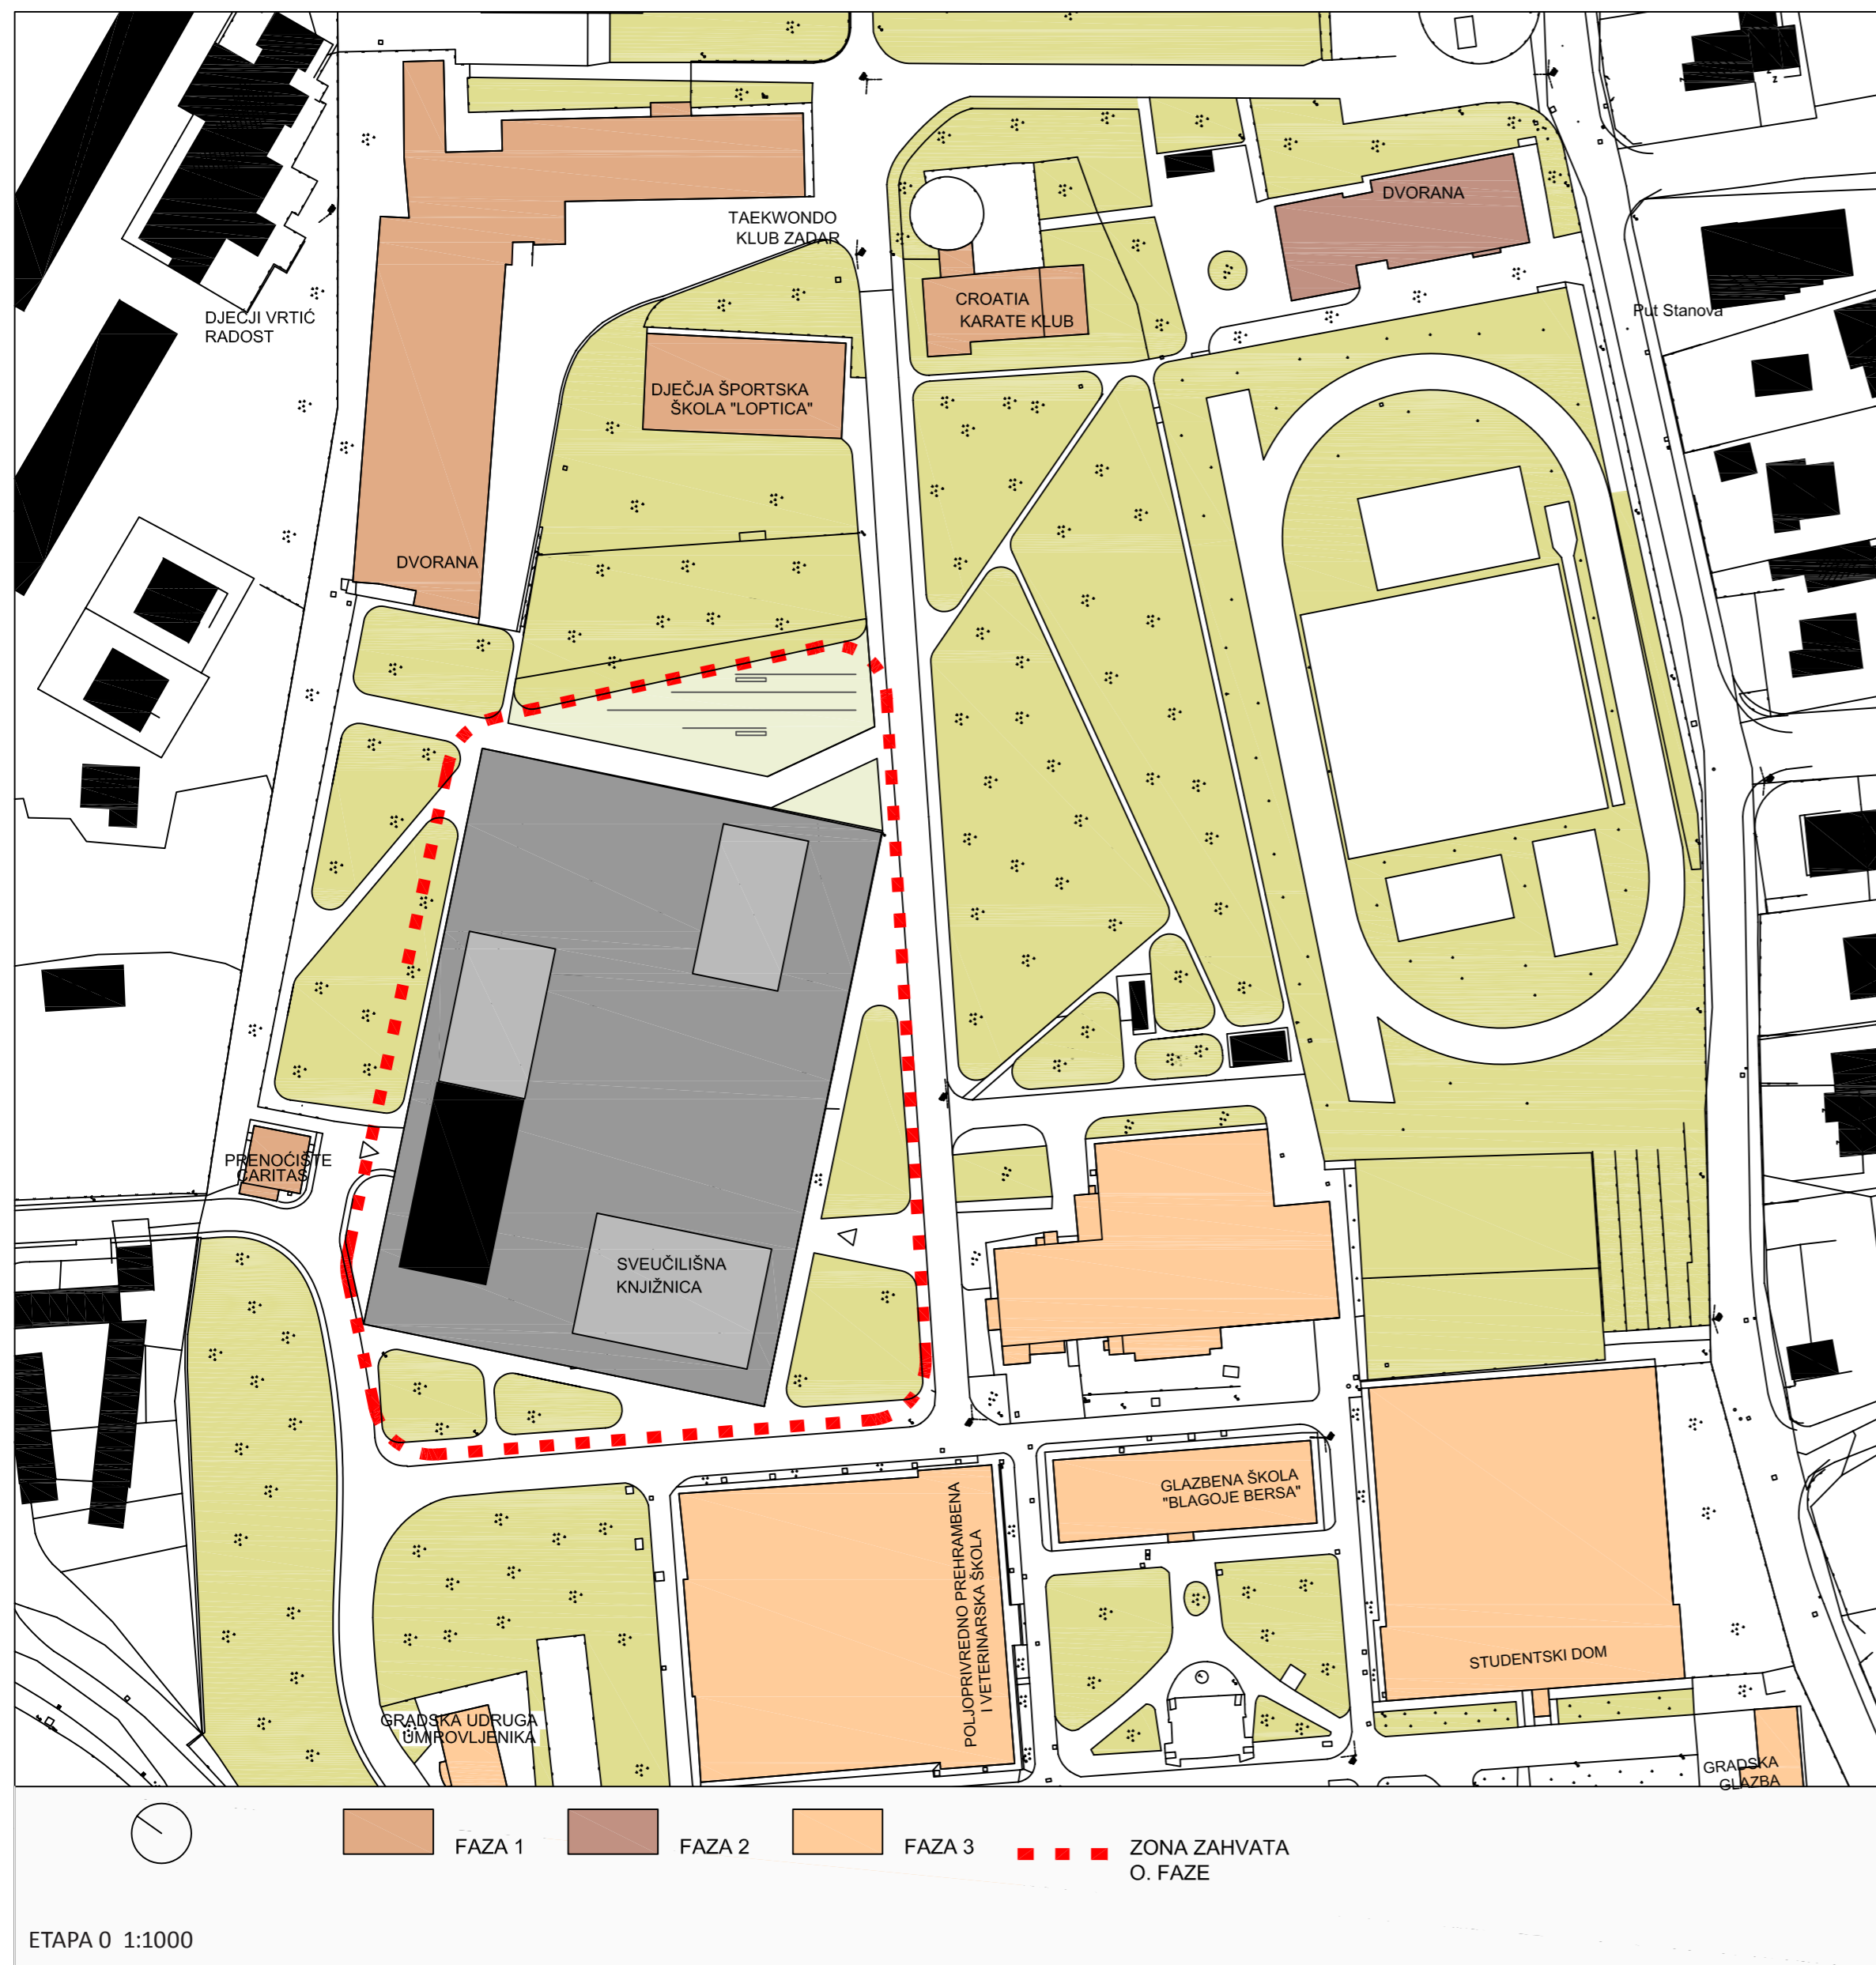 DVORANA
TAEKWONDO
KLUB ZADAR
CROATIA
KARATE KLUB
DJEČJI VRTIĆ
RADOST
Put Stanova
DJEČJA ŠPORTSKA
ŠKOLA "LOPTICA"
DVORANA
PRENOĆIŠTE
CARITAS
SVEUČILIŠNA
KNJIŽNICA
GLAZBENA ŠKOLA
"BLAGOJE BERSA"
POLJOPRIVREDNO PREHRAMBENA
I VETERINARSKA ŠKOLA
STUDENTSKI DOM
GRADSKA UDRUGA
UMIROVLJENIKA
GRADSKA
GLAZBA
FAZA 1
FAZA 2
FAZA 3
ZONA ZAHVATA
O. FAZE
ETAPA 0 1:1000